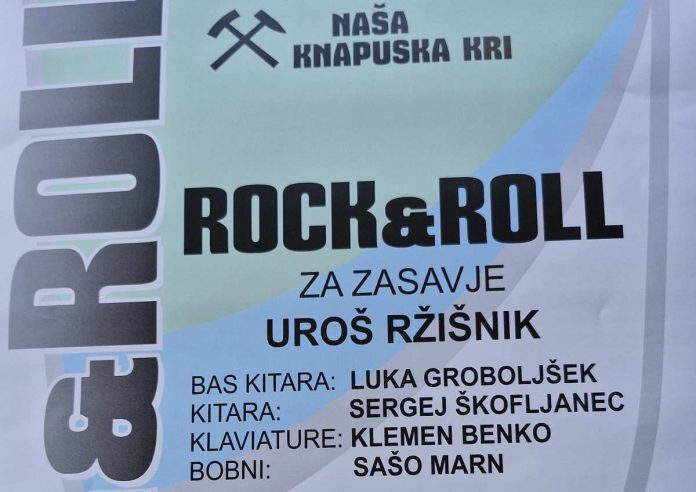 NAŠA
KNAPUSKA KRI
ROCK&ROLL
ZA ZASAVJE
UROŠ RŽIŠNIK
BAS KITARA: LUKA GROBOLJŠEK
KITARA: SERGEJ ŠKOFLJANEC
KLAVIATURE: KLEMEN BENKO
BOBNI: SAŠO MARN
&ROLL